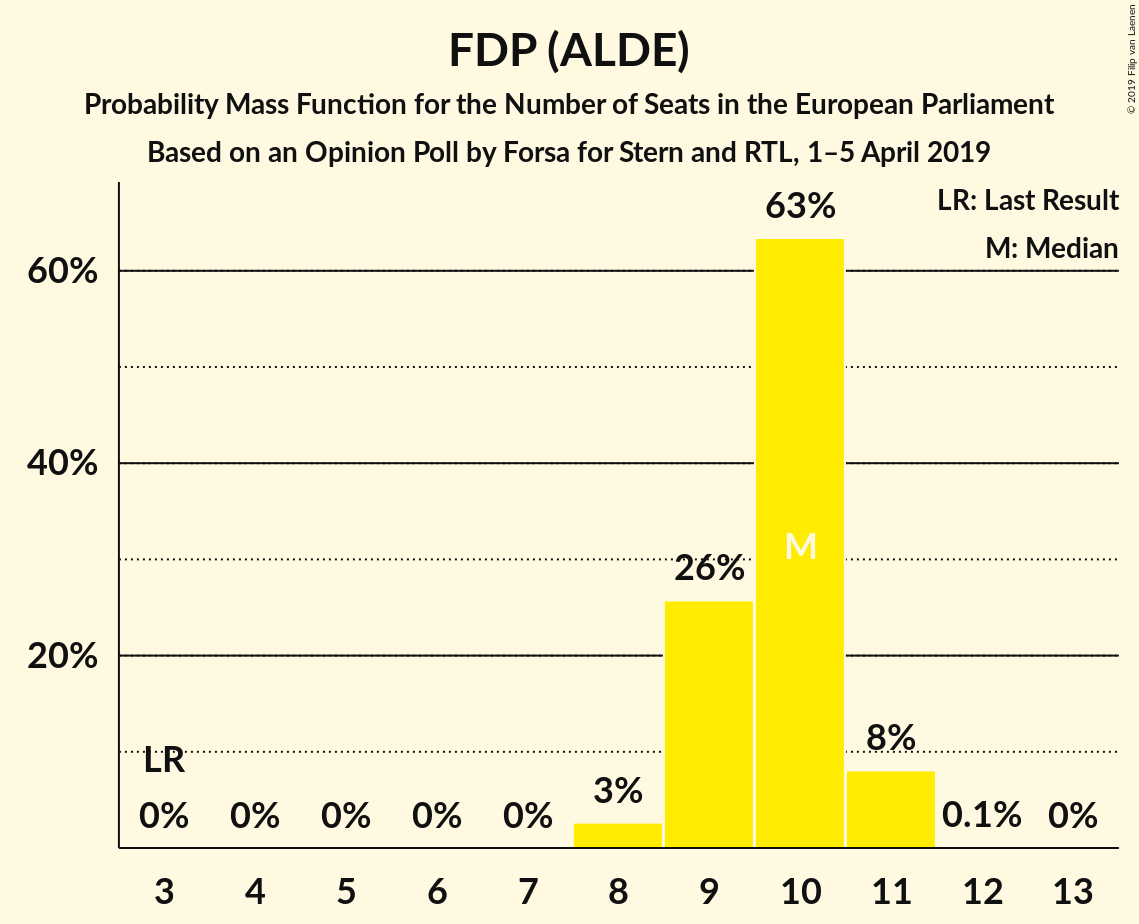 FDP (ALDE)
Probability Mass Function for the Number of Seats in the European Parliament
Based on an Opinion Poll by Forsa for Stern and RTL, 1–5 April 2019
© 2019 Filip van Laenen
LR: Last Result
M: Median
63%
60%
40%
M
26%
20%
LR
8%
3%
0% 0% 0% 0% 0% 0.1% 0%
3 4 5 6 7 8 9 10 11 12 13